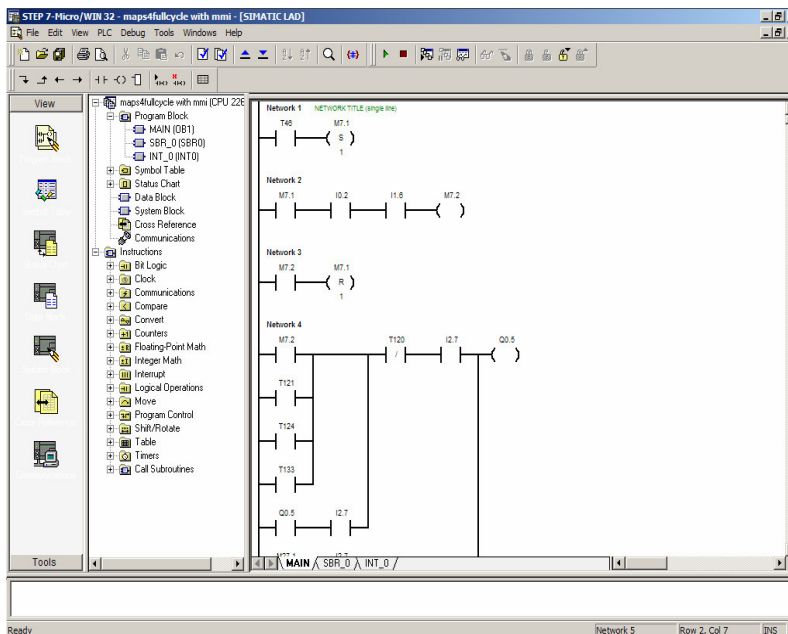 STEP 7-Micro/WIN 32 - maps4fullcycle with mmi - [SIMATIC LAD]
File Edit View PLC Debug Tools Windows Help
View
maps4fullcycle with mmi (CPU 226
Program Block
MAIN (OB1)
SBR_0 (SBR0)
INT_0 (INT0)
Symbol Table
Status Chart
Data Block
System Block
Cross Reference
Communications
Instructions
Bit Logic
Clock
Communications
Compare
Convert
Counters
Floating-Point Math
Integer Math
Interrupt
Logical Operations
Move
Program Control
Shift/Rotate
Table
Timers
Call Subroutines
Tools
Network 1 NETWORK TITLE (single line)
T46 M7.1
S
1
Network 2
M7.1 I0.2 I1.6 M7.2
Network 3
M7.2 M7.1
R
1
Network 4
M7.2 T120 I2.7 Q0.5
/
T121
T124
T133
Q0.5 I2.7
MAIN SBR_0 INT_0
Ready Network 5 Row 2, Col 7 INS